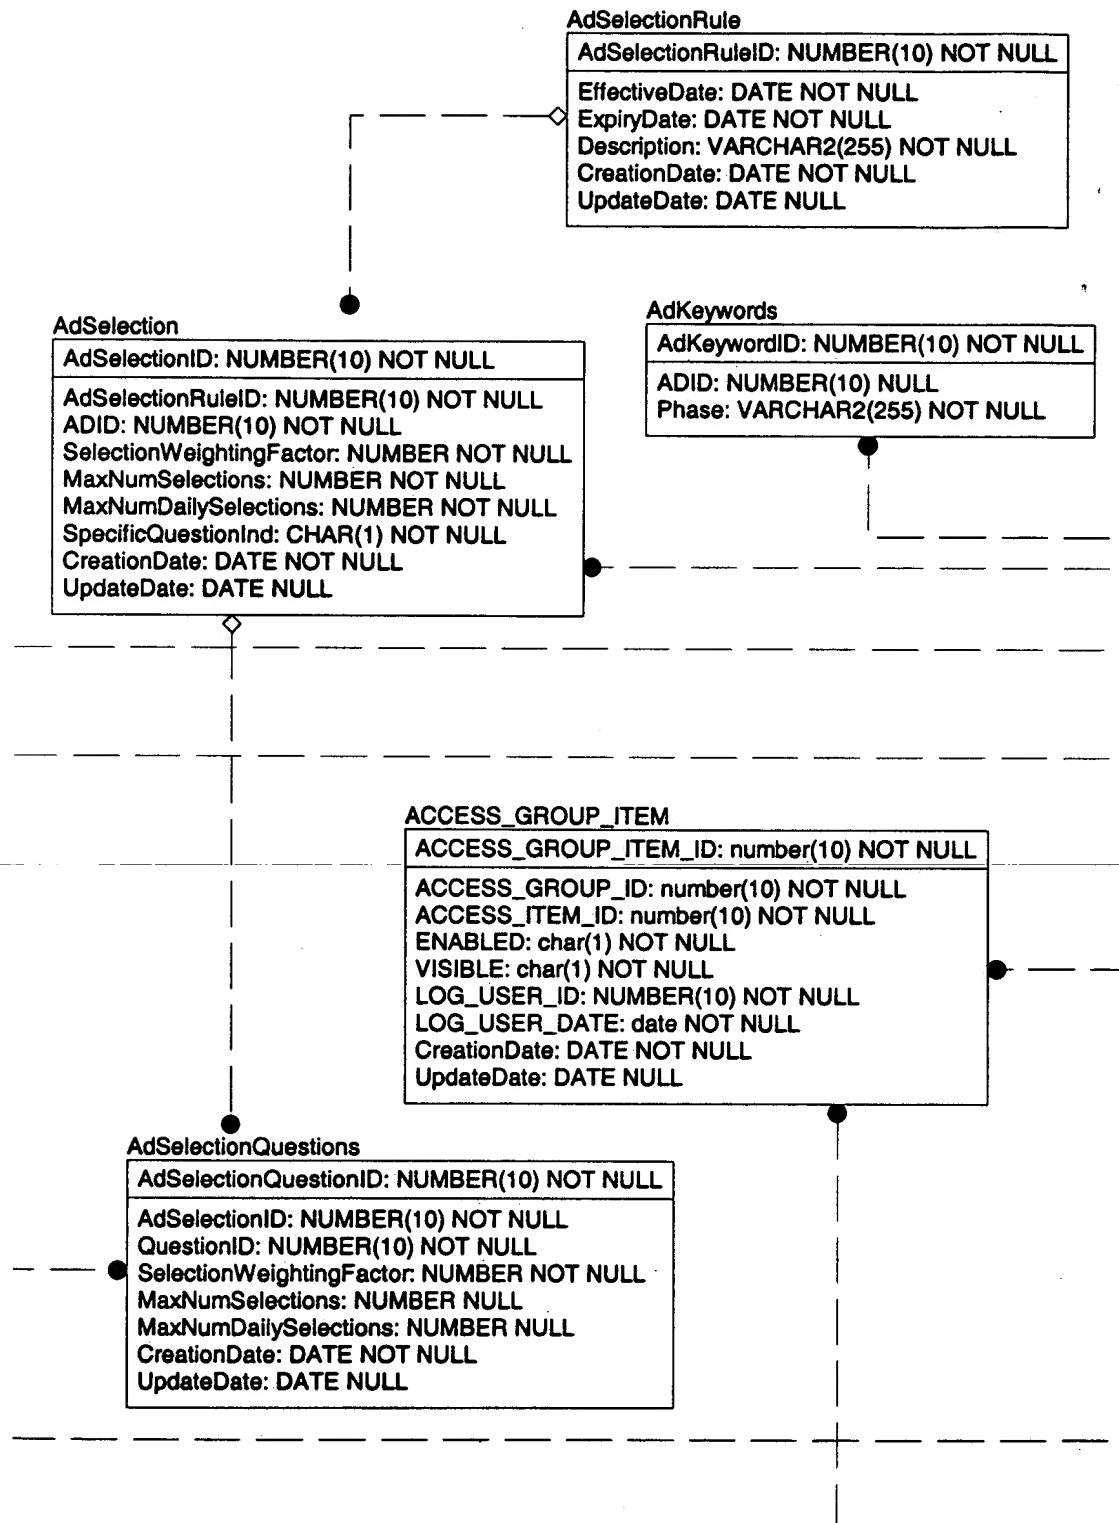 AdSelectionRule
AdSelectionRuleID: NUMBER(10) NOT NULL
EffectiveDate: DATE NOT NULL
ExpiryDate: DATE NOT NULL
Description: VARCHAR2(255) NOT NULL
CreationDate: DATE NOT NULL
UpdateDate: DATE NULL
AdSelection
AdSelectionID: NUMBER(10) NOT NULL
AdSelectionRuleID: NUMBER(10) NOT NULL
ADID: NUMBER(10) NOT NULL
SelectionWeightingFactor: NUMBER NOT NULL
MaxNumSelections: NUMBER NOT NULL
MaxNumDailySelections: NUMBER NOT NULL
SpecificQuestionInd: CHAR(1) NOT NULL
CreationDate: DATE NOT NULL
UpdateDate: DATE NULL
AdKeywords
AdKeywordID: NUMBER(10) NOT NULL
ADID: NUMBER(10) NULL
Phase: VARCHAR2(255) NOT NULL
ACCESS_GROUP_ITEM
ACCESS_GROUP_ITEM_ID: number(10) NOT NULL
ACCESS_GROUP_ID: number(10) NOT NULL
ACCESS_ITEM_ID: number(10) NOT NULL
ENABLED: char(1) NOT NULL
VISIBLE: char(1) NOT NULL
LOG_USER_ID: NUMBER(10) NOT NULL
LOG_USER_DATE: date NOT NULL
CreationDate: DATE NOT NULL
UpdateDate: DATE NULL
AdSelectionQuestions
AdSelectionQuestionID: NUMBER(10) NOT NULL
AdSelectionID: NUMBER(10) NOT NULL
QuestionID: NUMBER(10) NOT NULL
SelectionWeightingFactor: NUMBER NOT NULL
MaxNumSelections: NUMBER NULL
MaxNumDailySelections: NUMBER NULL
CreationDate: DATE NOT NULL
UpdateDate: DATE NULL